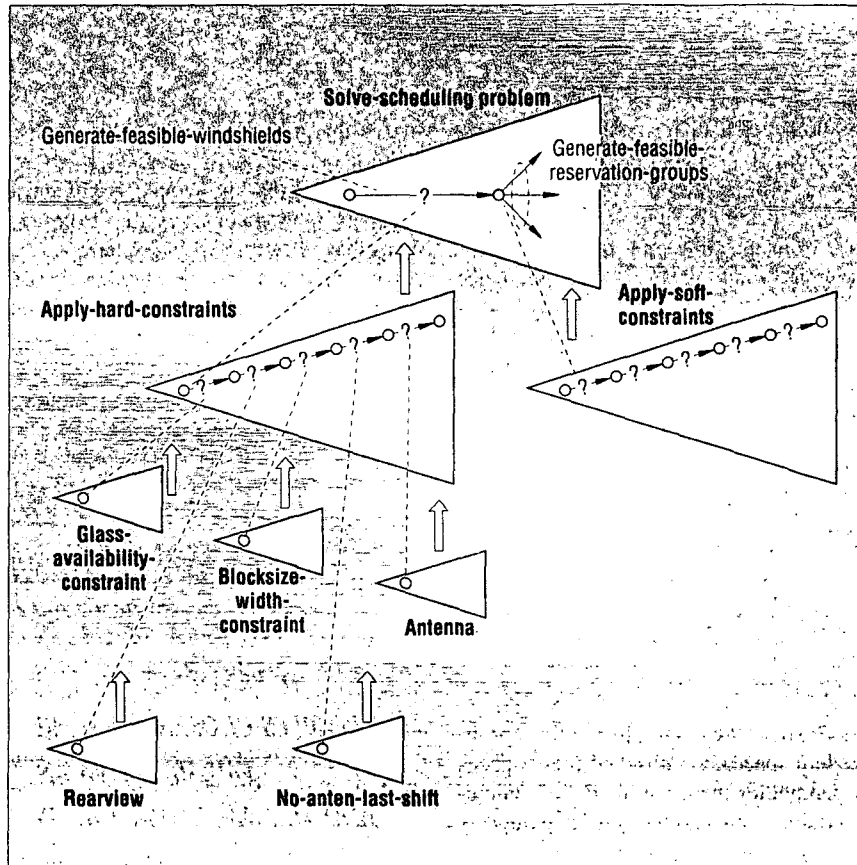 Solve-scheduling problem
Generate-feasible-windshields
Generate-feasible-
reservation-groups
?
Apply-hard-constraints
Apply-soft-
constraints
? ? ? ? ?
? ? ? ? ?
Glass-
availability-
constraint
Blocksize-
width-
constraint
Antenna
Rearview
No-anten-last-shift